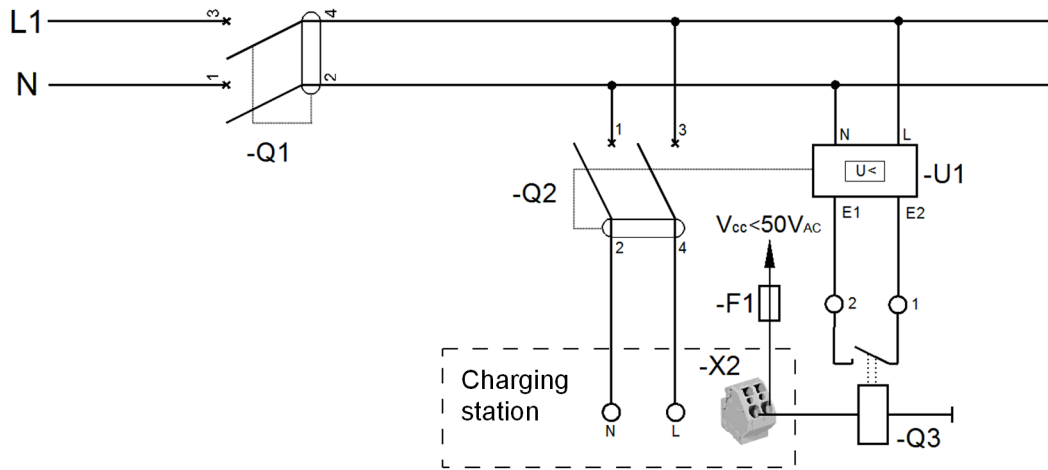 L1
3
4
N
1
2
-Q1
1
3
N
L
-Q2
U<
-U1
2
4
E1
E2
Vcc<50VAC
-F1
2
1
Charging
station
-X2
N
L
-Q3